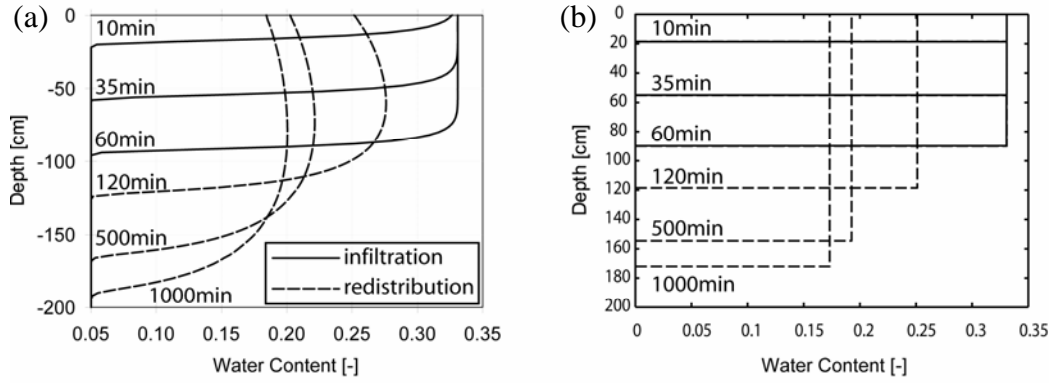 (a)
0
-50
-100
-150
-200
Depth [cm]
10min
35min
60min
120min
500min
1000min
infiltration
redistribution
0.05 0.10 0.15 0.20 0.25 0.30 0.35
Water Content [-]
(b)
0
20
40
60
80
100
120
140
160
180
200
Depth [cm]
10min
35min
60min
120min
500min
1000min
0 0.05 0.1 0.15 0.2 0.25 0.3 0.35
Water Content [-]